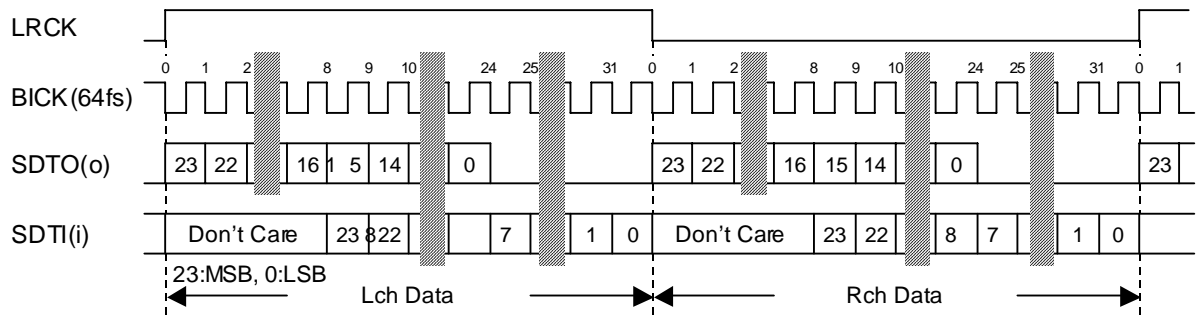 LRCK
0 1 2 8 9 10 24 25 31 0 1 2 8 9 10 24 25 31 0 1
BICK(64fs)
SDTO(o) 23 22 16 1 5 14 0 23 22 16 15 14 0 23
SDTI(i) Don't Care 23 8 22 7 1 0 Don't Care 23 22 8 7 1 0
23:MSB, 0:LSB
Lch Data Rch Data